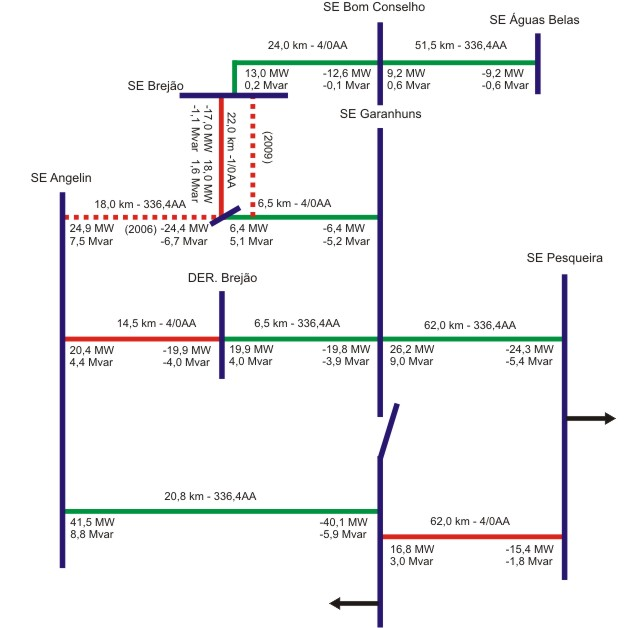 SE Bom Conselho
SE Águas Belas
24,0 km - 4/0AA
51,5 km - 336,4AA
SE Brejão
13,0 MW
0,2 Mvar
-12,6 MW
-0,1 Mvar
9,2 MW
0,6 Mvar
-9,2 MW
-0,6 Mvar
SE Garanhuns
-17,0 MW 18,0 MW
-1,1 Mvar 1,6 Mvar
22,0 km -1/0AA
(2009)
SE Angelin
18,0 km - 336,4AA
6,5 km - 4/0AA
24,9 MW
7,5 Mvar
(2006)
-24,4 MW
-6,7 Mvar
6,4 MW
5,1 Mvar
-6,4 MW
-5,2 Mvar
SE Pesqueira
DER. Brejão
14,5 km - 4/0AA
6,5 km - 336,4AA
62,0 km - 336,4AA
20,4 MW
4,4 Mvar
-19,9 MW
-4,0 Mvar
19,9 MW
4,0 Mvar
-19,8 MW
-3,9 Mvar
26,2 MW
9,0 Mvar
-24,3 MW
-5,4 Mvar
20,8 km - 336,4AA
41,5 MW
8,8 Mvar
-40,1 MW
-5,9 Mvar
62,0 km - 4/0AA
16,8 MW
3,0 Mvar
-15,4 MW
-1,8 Mvar